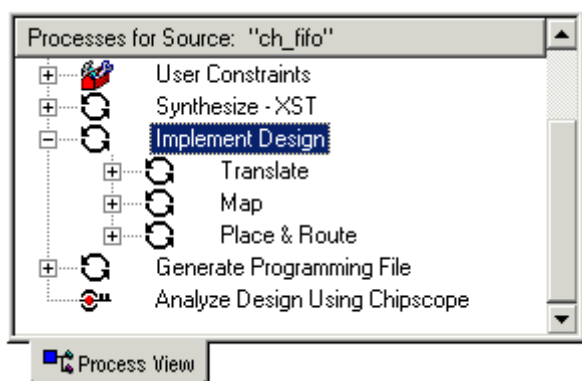 Processes for Source: "ch_fifo"
User Constraints
Synthesize - XST
Implement Design
Translate
Map
Place & Route
Generate Programming File
Analyze Design Using Chipscope
Process View